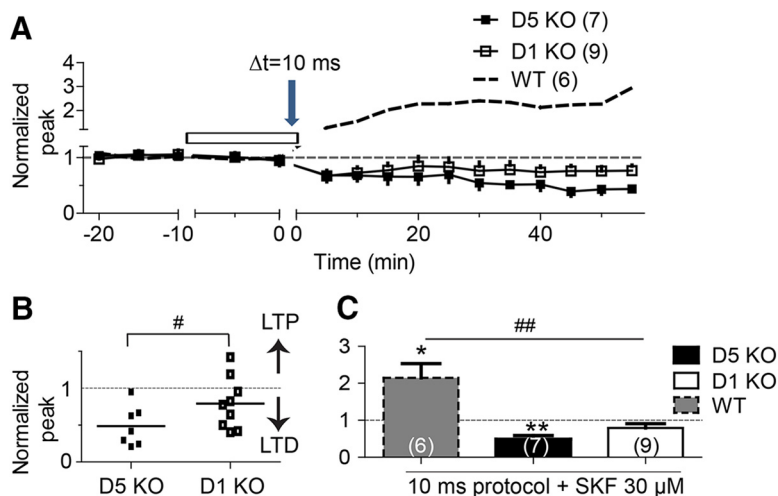 A
Δt=10 ms
D5 KO (7)
D1 KO (9)
WT (6)
Normalized peak
4
3
2
1
0
-20 -10 0 0 20 40
Time (min)
B
#
LTP
LTD
Normalized peak
1
0
D5 KO D1 KO
C
##
3
2
1
0
*
**
(6) (7) (9)
D5 KO
D1 KO
WT
10 ms protocol + SKF 30 µM